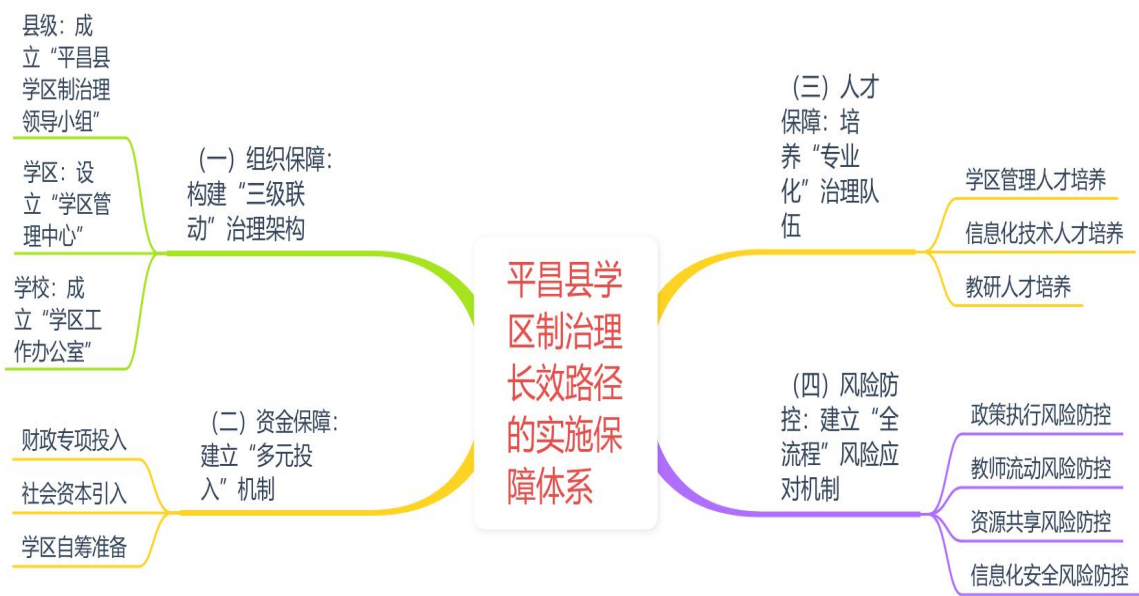 平昌县学
区制治理
长效路径
的实施保
障体系
（一）组织保障：
构建“三级联
动”治理架构
县级：成
立“平昌县
学区制治理
领导小组”
学区：设
立“学区管
理中心”
学校：成
立“学区工
作办公室”
（二）资金保障：
建立“多元投
入”机制
财政专项投入
社会资本引入
学区自筹准备
（三）人才
保障：培
养“专业
化”治理队
伍
学区管理人才培养
信息化技术人才培养
教研人才培养
（四）风险防
控：建立“全
流程”风险应
对机制
政策执行风险防控
教师流动风险防控
资源共享风险防控
信息化安全风险防控